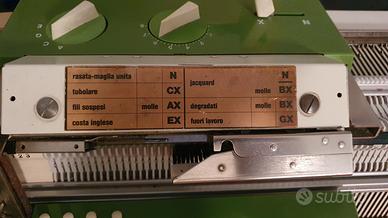 N
rasata-maglia unita N
tubolare CX
fili sospesi molle AX
costa inglese EX
jacquard N
molle BX
degradati molle BX
fuori lavoro GX
subito